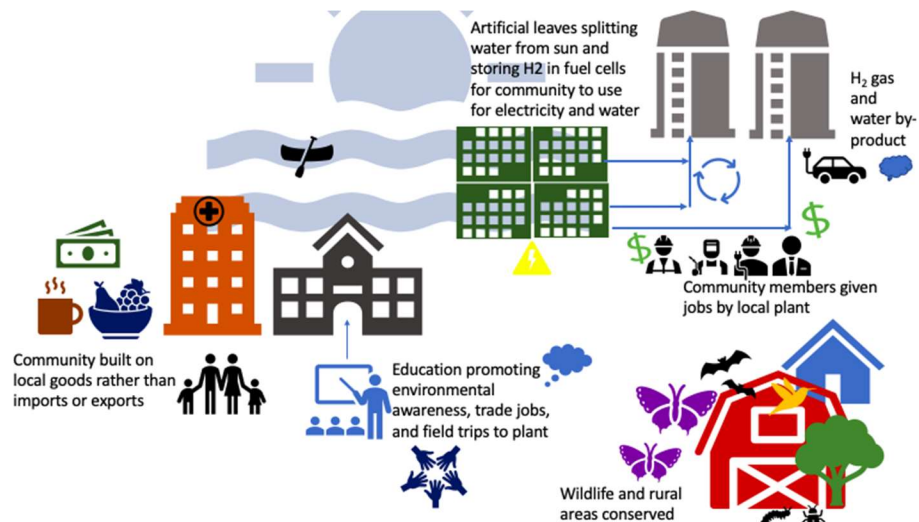 Artificial leaves splitting
water from sun and
storing H2 in fuel cells
for community to use
for electricity and water
H₂ gas
and
water by-
product
$
$
Community members given
jobs by local plant
Community built on
local goods rather than
imports or exports
Education promoting
environmental
awareness, trade jobs,
and field trips to plant
Wildlife and rural
areas conserved